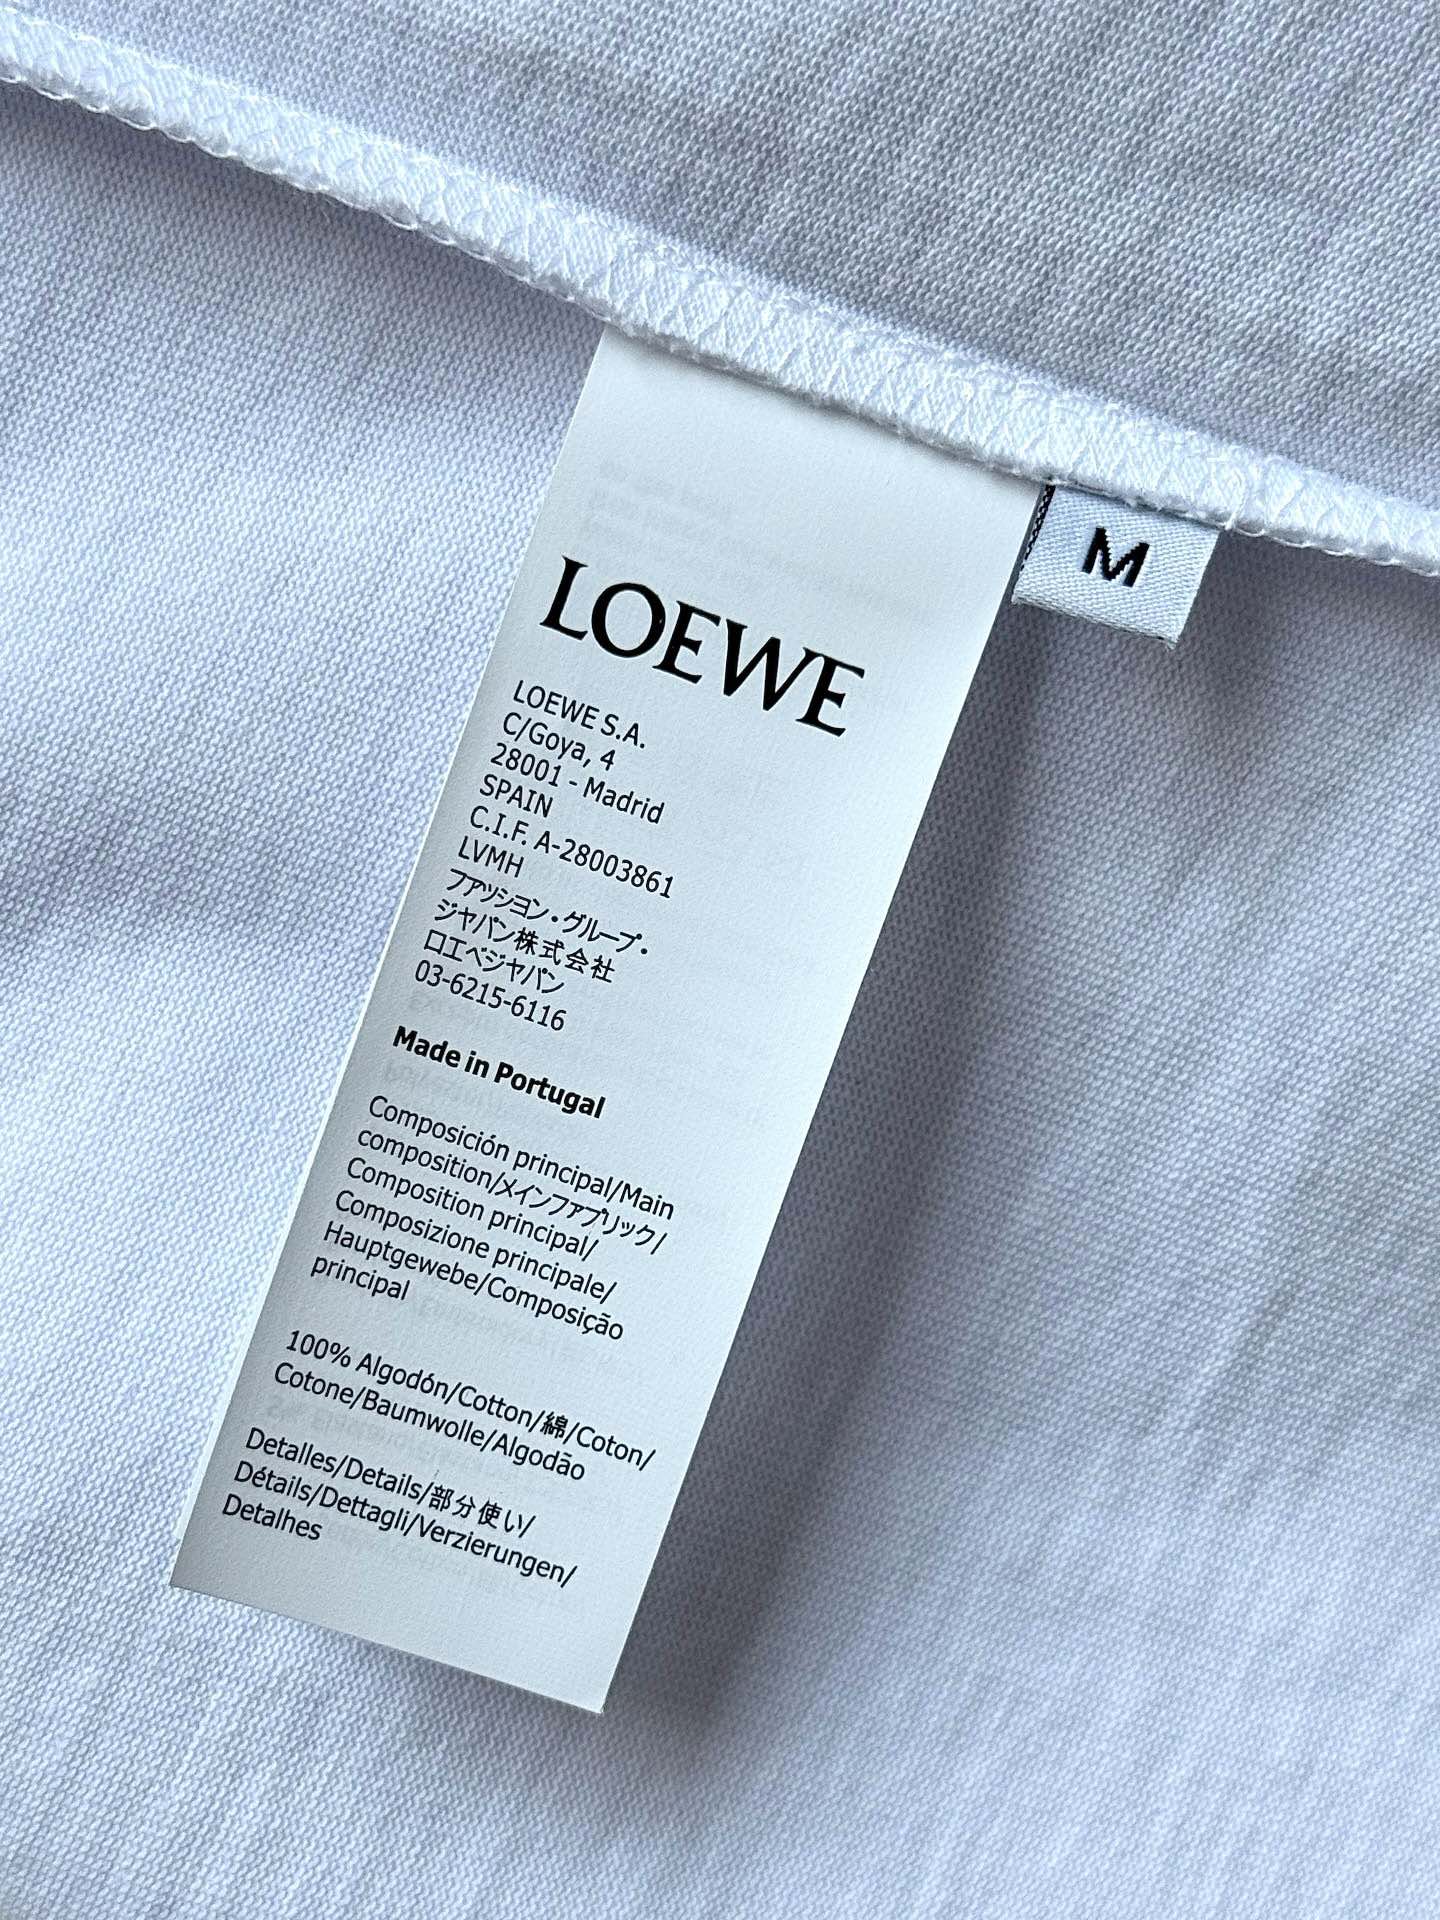 LOEWE
M
LOEWE S.A.
C/Goya, 4
28001 - Madrid
SPAIN
C.I.F. A-28003861
LVMH
ファッション・グループ・
ジャパン株式会社
ロエベジャパン
03-6215-6116
Made in Portugal
Composición principal/Main
composition/メインファブリック/
Composition principal/
Composizione principale/
Hauptgewebe/Composição
principal
100% Algodón/Cotton/綿/Coton/
Cotone/Baumwolle/Algodão
Detalles/Details/部分使い/
Détails/Dettagli/Verzierungen/
Detalhes